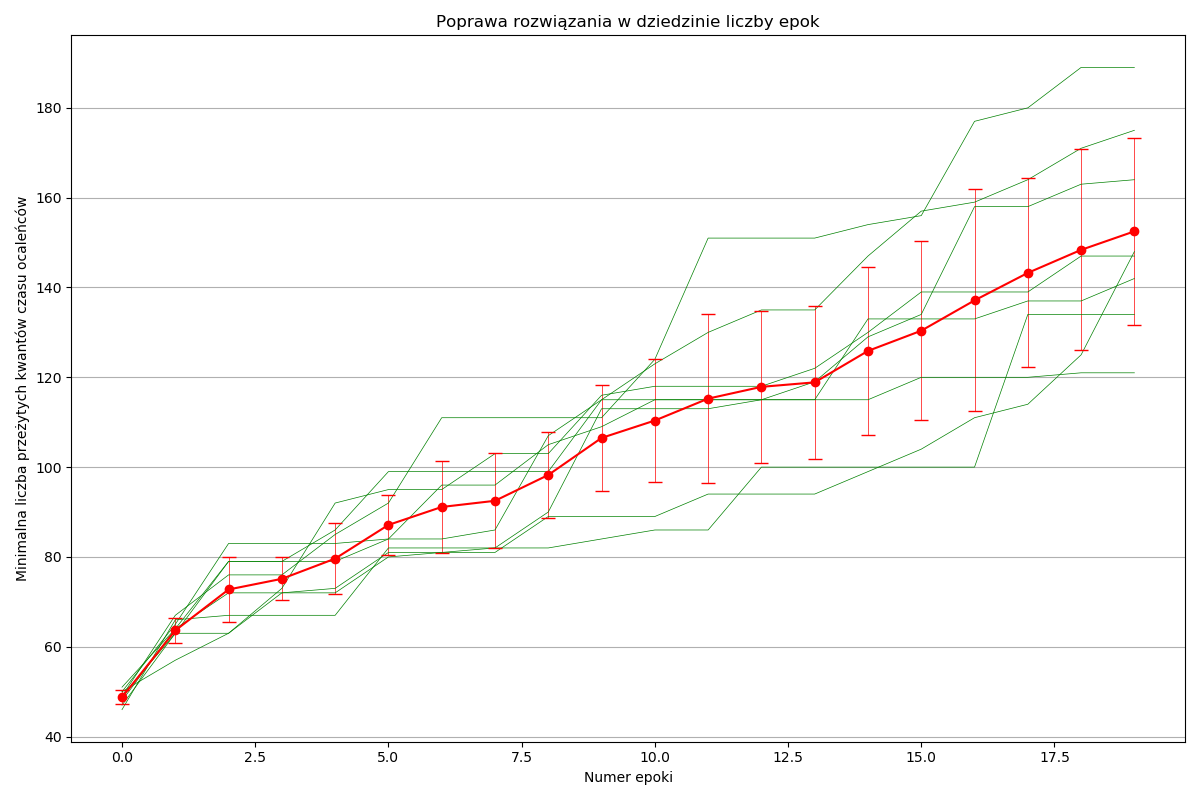 Poprawa rozwiązania w dziedzinie liczby epok
Minimalna liczba przeżytych kwantów czasu ocaleńców
180
160
140
120
100
80
60
40
0.0 2.5 5.0 7.5 10.0 12.5 15.0 17.5
Numer epoki